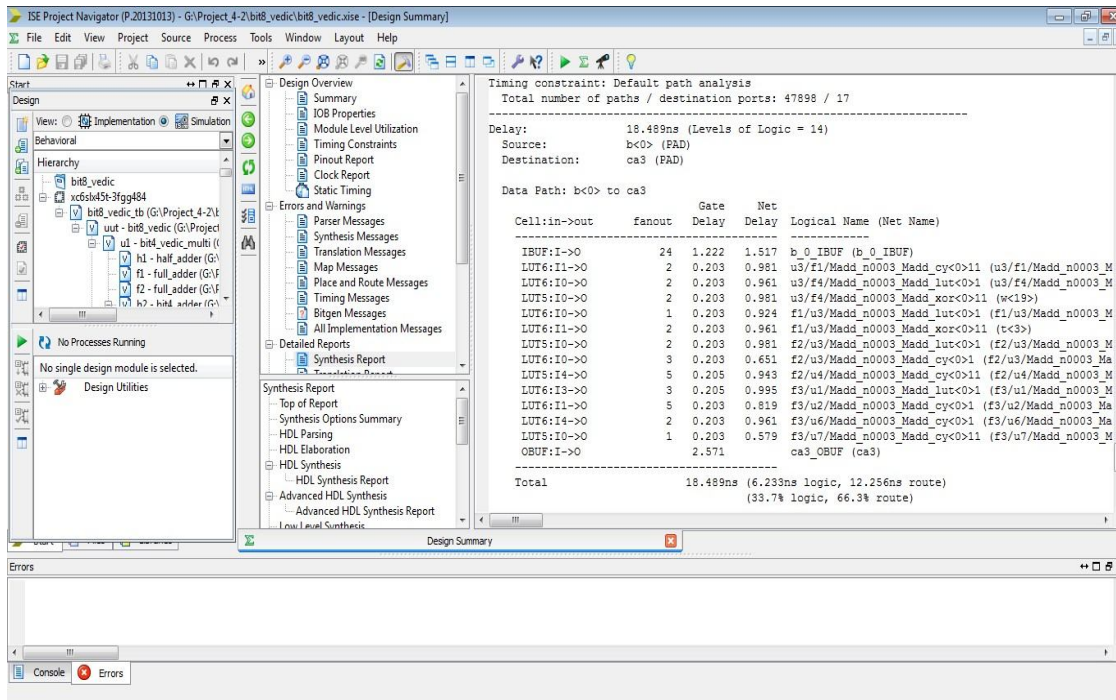 ISE Project Navigator (P.20131013) - G:\Project_4-2\bit8_vedic\bit8_vedic.xise - [Design Summary]
File Edit View Project Source Process Tools Window Layout Help
Start
Design
View: Implementation Simulation
Behavioral
Hierarchy
bit8_vedic
xc6slx45t-3fgg484
bit8_vedic_tb (G:\Project_4-2\b
uut - bit8_vedic (G:\Project
u1 - bit4_vedic_multi (
h1 - half_adder (G:\
f1 - full_adder (G:\F
f2 - full_adder (G:\F
b2 - bit4_adder (G:\
No Processes Running
No single design module is selected.
Design Utilities
Start
Design Overview
Summary
IOB Properties
Module Level Utilization
Timing Constraints
Pinout Report
Clock Report
Static Timing
Errors and Warnings
Parser Messages
Synthesis Messages
Translation Messages
Map Messages
Place and Route Messages
Timing Messages
Bitgen Messages
All Implementation Messages
Detailed Reports
Synthesis Report
Translation Report
Synthesis Report
Top of Report
Synthesis Options Summary
HDL Parsing
HDL Elaboration
HDL Synthesis
HDL Synthesis Report
Advanced HDL Synthesis
Advanced HDL Synthesis Report
Low Level Synthesis
Timing constraint: Default path analysis
Total number of paths / destination ports: 47898 / 17
Delay: 18.489ns (Levels of Logic = 14)
Source: b<0> (PAD)
Destination: ca3 (PAD)
Data Path: b<0> to ca3
Gate Net
Cell:in->out fanout Delay Delay Logical Name (Net Name)
IBUF:I->O 24 1.222 1.517 b_0_IBUF (b_0_IBUF)
LUT6:I1->O 2 0.203 0.981 u3/f1/Madd_n0003_Madd_cy<0>11 (u3/f1/Madd_n0003_M
LUT6:I0->O 2 0.203 0.961 u3/f4/Madd_n0003_Madd_lut<0>1 (u3/f4/Madd_n0003_M
LUT5:I0->O 2 0.203 0.981 u3/f4/Madd_n0003_Madd_xor<0>11 (w<19>)
LUT6:I0->O 1 0.203 0.924 f1/u3/Madd_n0003_Madd_lut<0>1 (f1/u3/Madd_n0003_M
LUT6:I1->O 2 0.203 0.961 f1/u3/Madd_n0003_Madd_xor<0>11 (t<3>)
LUT5:I0->O 2 0.203 0.981 f2/u3/Madd_n0003_Madd_lut<0>1 (f2/u3/Madd_n0003_M
LUT6:I0->O 3 0.203 0.651 f2/u3/Madd_n0003_Madd_cy<0>1 (f2/u3/Madd_n0003_Ma
LUT5:I4->O 5 0.205 0.943 f2/u4/Madd_n0003_Madd_cy<0>11 (f2/u4/Madd_n0003_M
LUT6:I3->O 3 0.205 0.995 f3/u1/Madd_n0003_Madd_lut<0>1 (f3/u1/Madd_n0003_M
LUT6:I1->O 5 0.203 0.819 f3/u2/Madd_n0003_Madd_cy<0>1 (f3/u2/Madd_n0003_Ma
LUT6:I4->O 2 0.203 0.961 f3/u6/Madd_n0003_Madd_cy<0>1 (f3/u6/Madd_n0003_Ma
LUT5:I0->O 1 0.203 0.579 f3/u7/Madd_n0003_Madd_cy<0>11 (f3/u7/Madd_n0003_M
OBUF:I->O 2.571 ca3_OBUF (ca3)
Total 18.489ns (6.233ns logic, 12.256ns route)
(33.7% logic, 66.3% route)
Design Summary
Errors
Console Errors